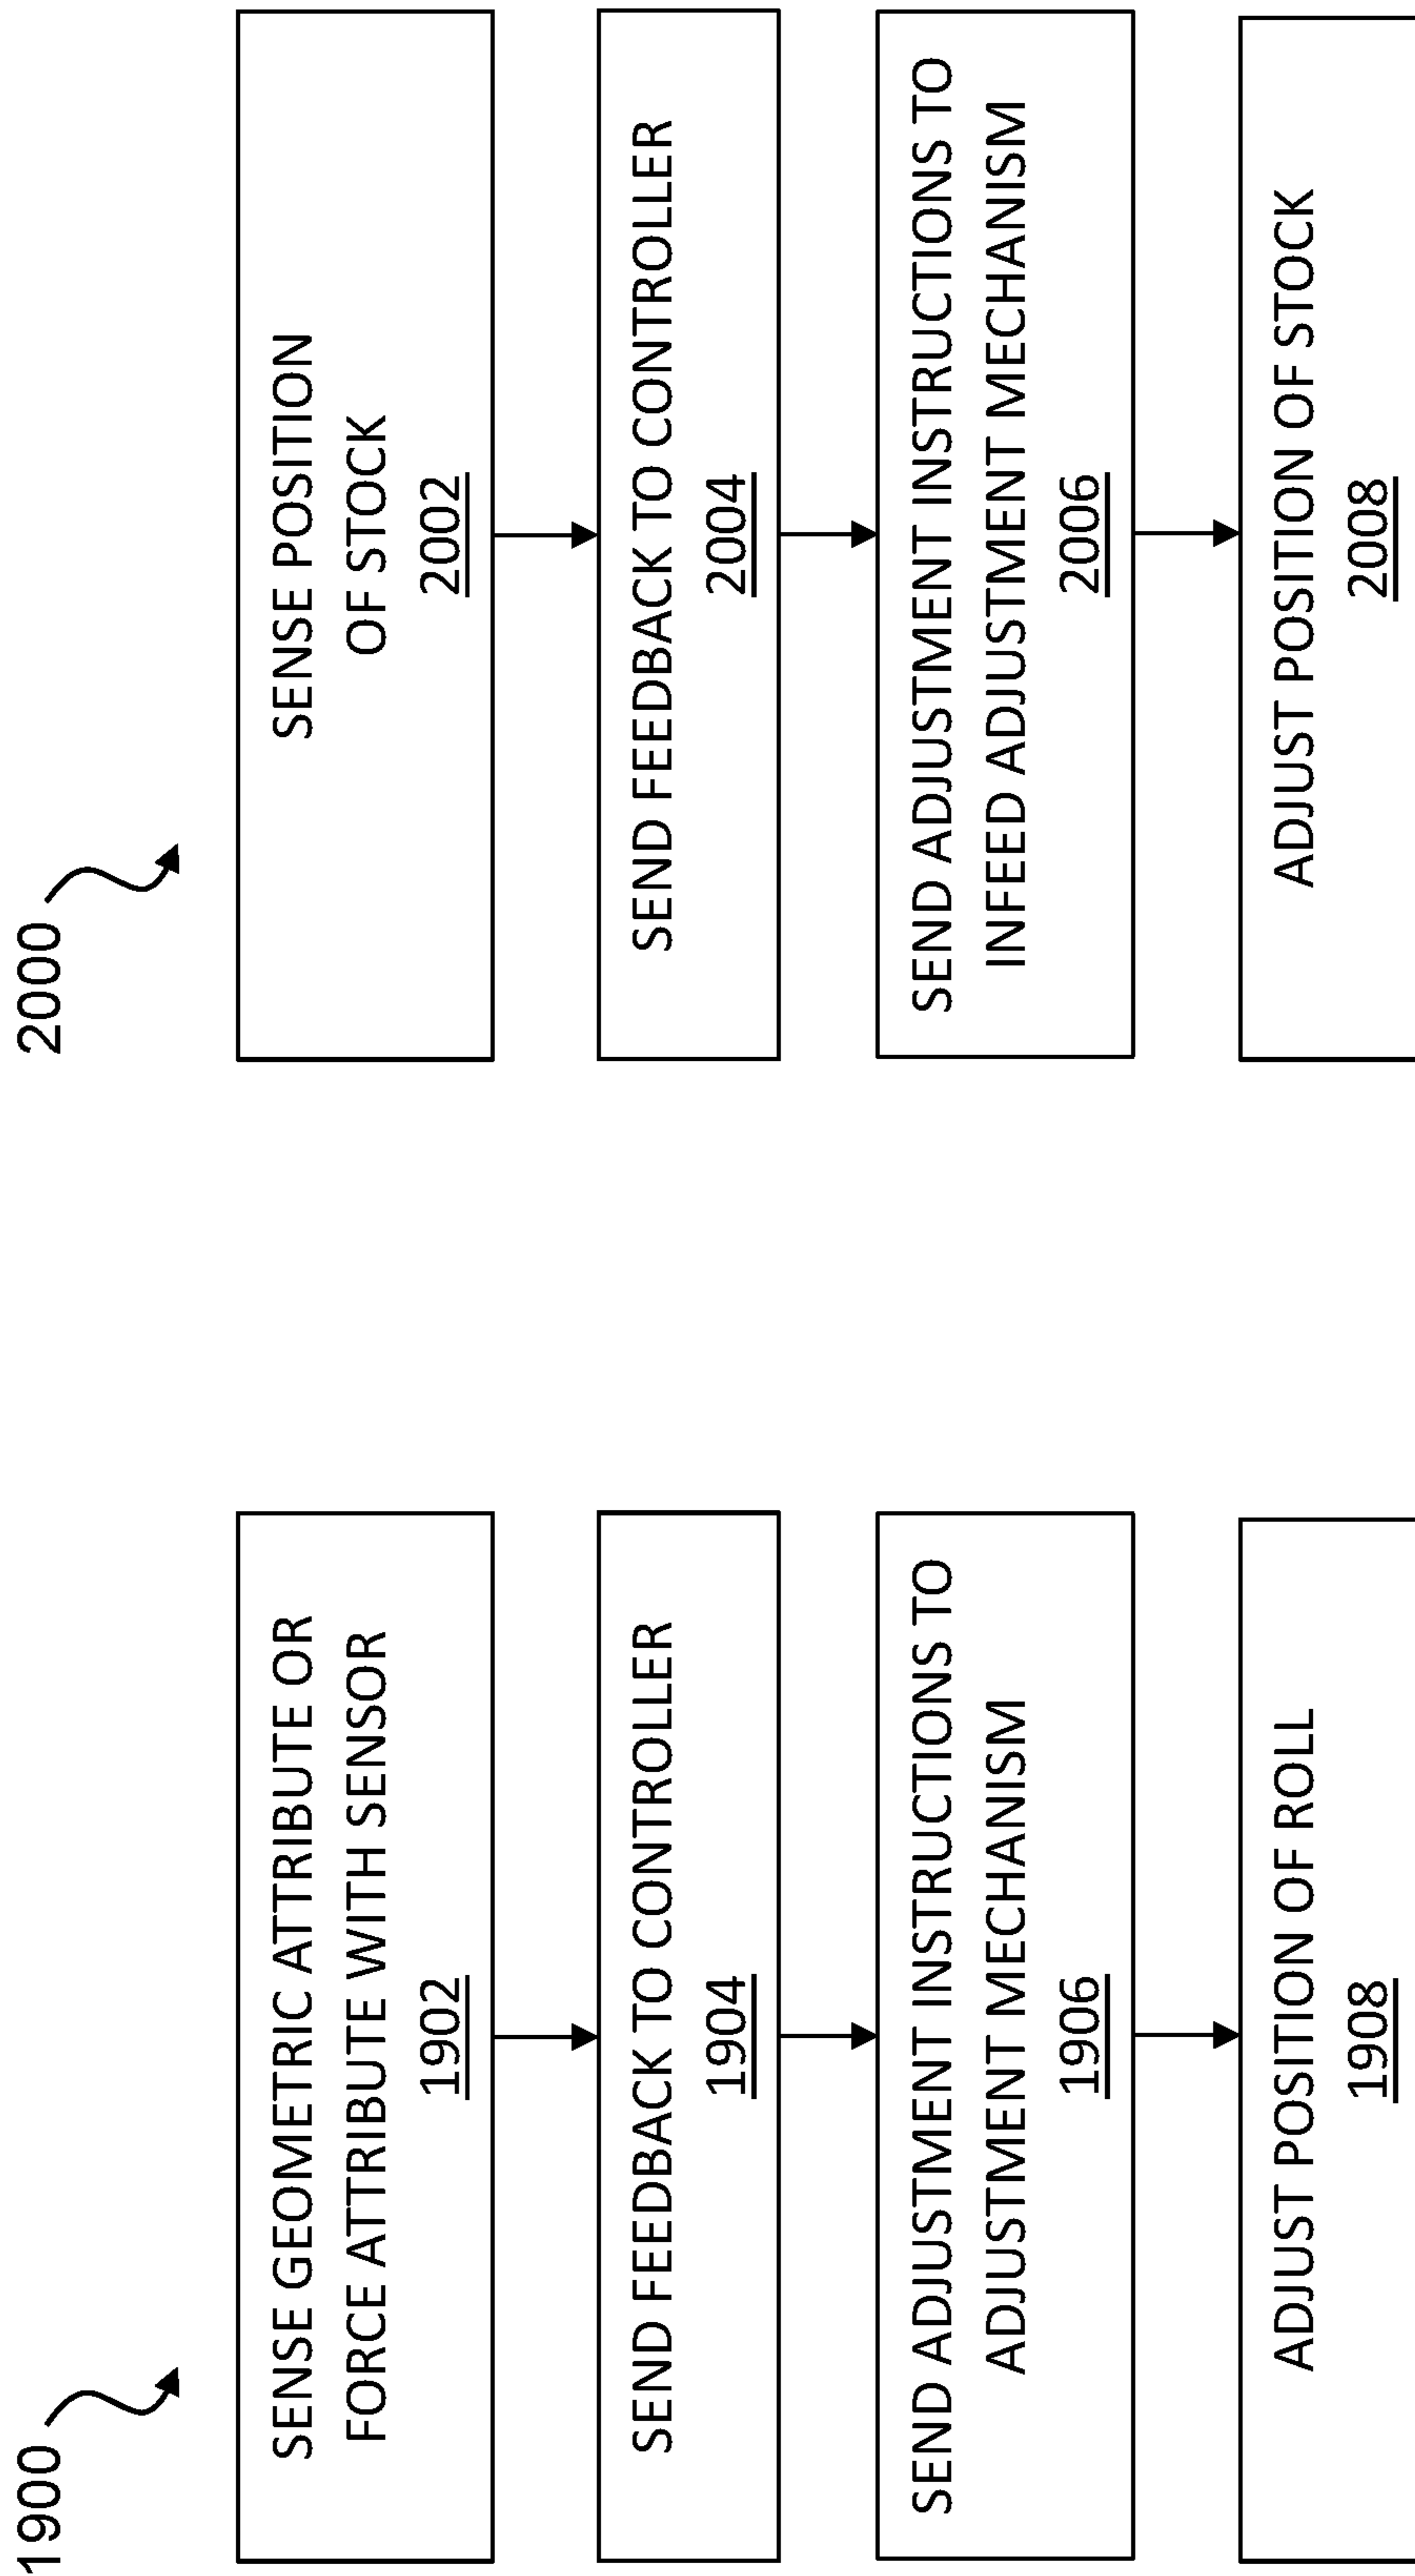 1900
SENSE GEOMETRIC ATTRIBUTE OR
FORCE ATTRIBUTE WITH SENSOR
1902
SEND FEEDBACK TO CONTROLLER
1904
SEND ADJUSTMENT INSTRUCTIONS TO
ADJUSTMENT MECHANISM
1906
ADJUST POSITION OF ROLL
1908
2000
SENSE POSITION
OF STOCK
2002
SEND FEEDBACK TO CONTROLLER
2004
SEND ADJUSTMENT INSTRUCTIONS TO
INFEED ADJUSTMENT MECHANISM
2006
ADJUST POSITION OF STOCK
2008